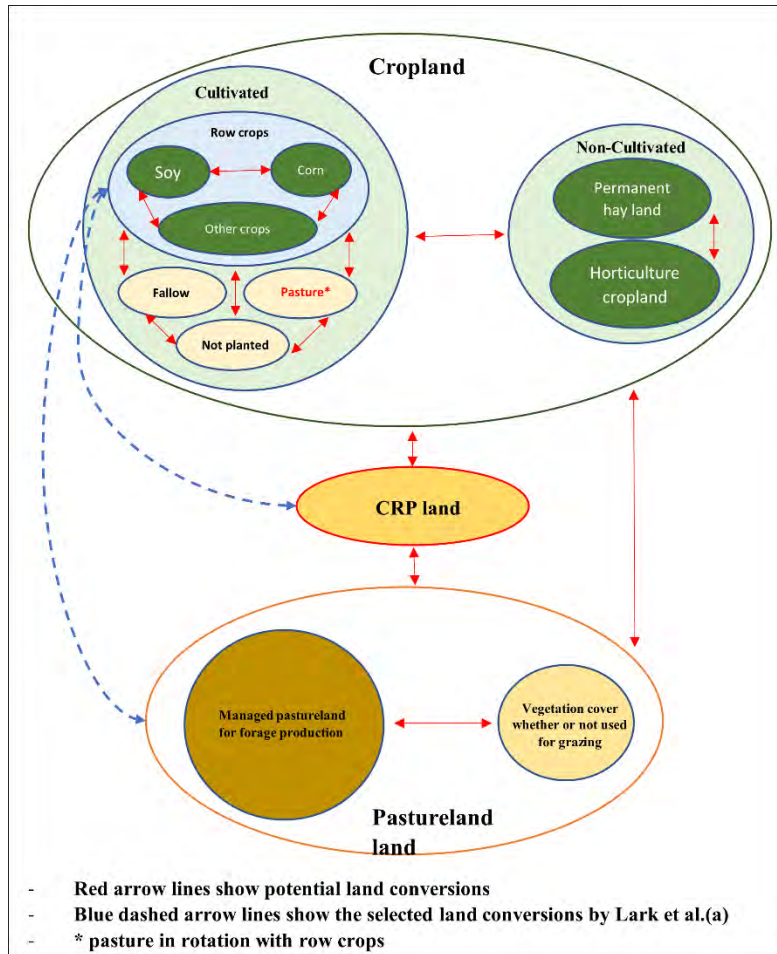 Cropland
Cultivated
Row crops
Soy
Corn
Other crops
Fallow
Pasture*
Not planted
Non-Cultivated
Permanent
hay land
Horticulture
cropland
CRP land
Managed pastureland
for forage production
Vegetation cover
whether or not used
for grazing
Pastureland
land
- Red arrow lines show potential land conversions
- Blue dashed arrow lines show the selected land conversions by Lark et al.(a)
- * pasture in rotation with row crops